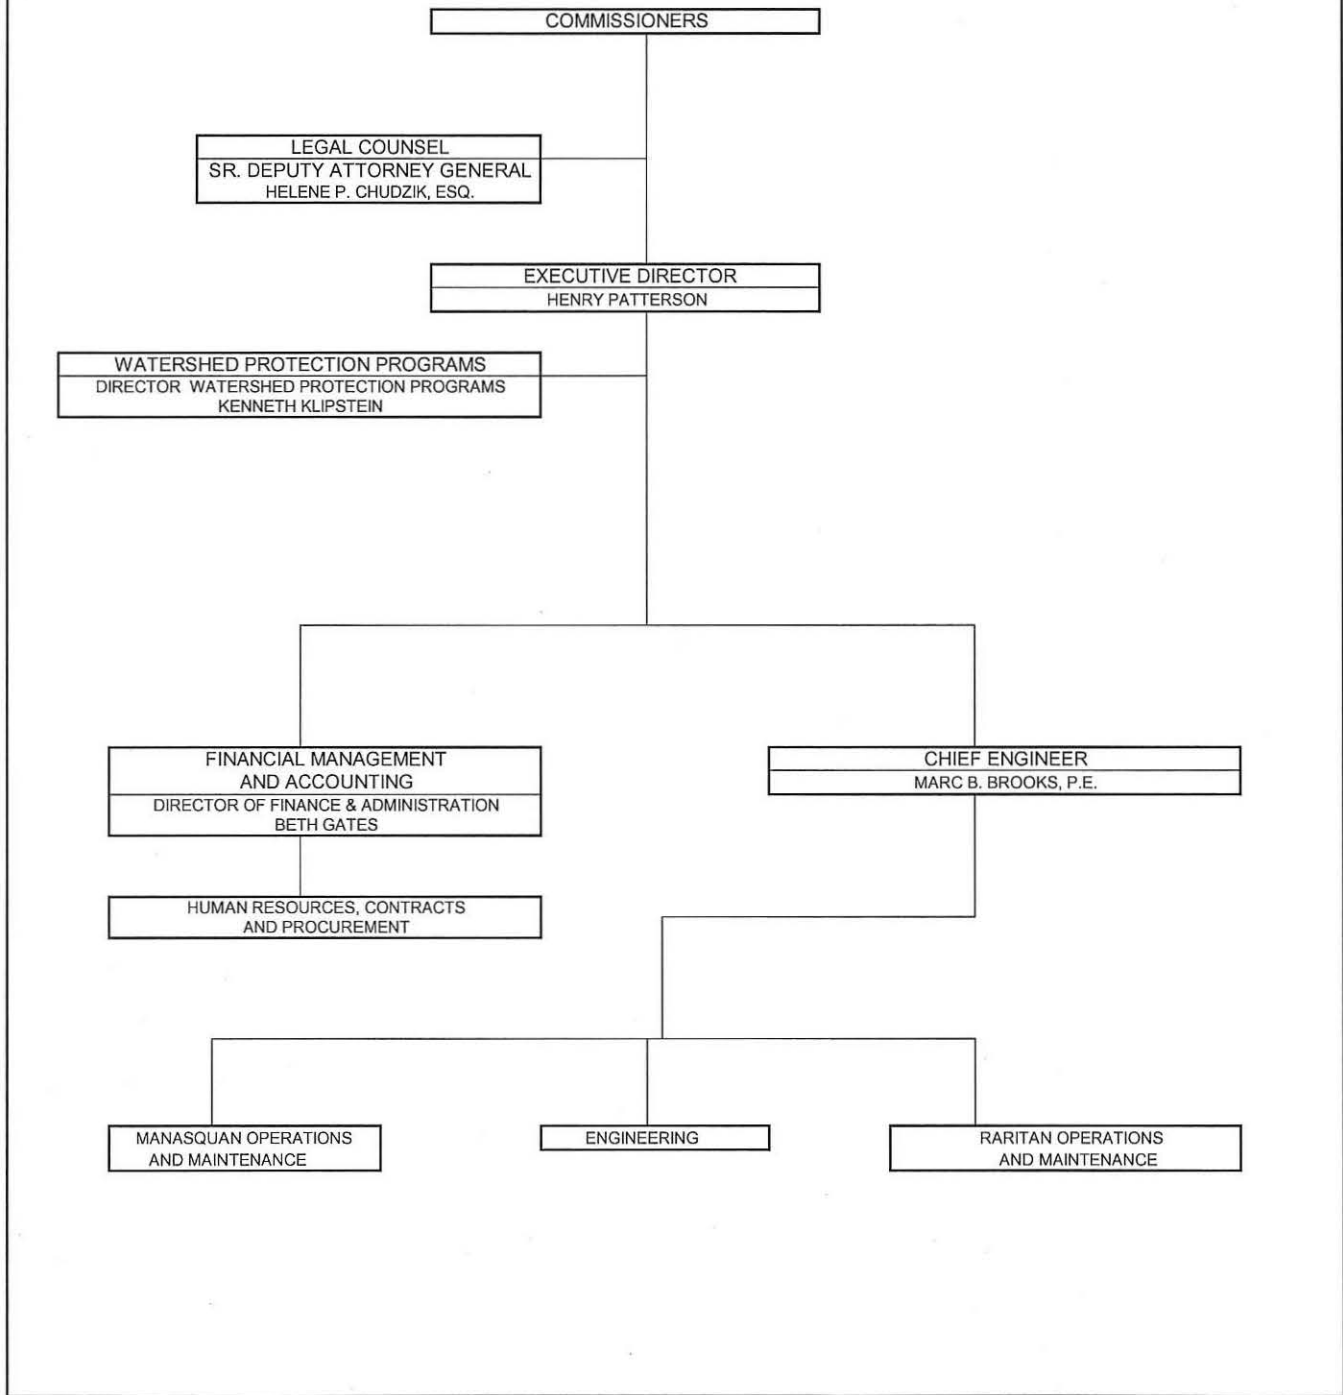 COMMISSIONERS
LEGAL COUNSEL
SR. DEPUTY ATTORNEY GENERAL
HELENE P. CHUDZIK, ESQ.
EXECUTIVE DIRECTOR
HENRY PATTERSON
WATERSHED PROTECTION PROGRAMS
DIRECTOR WATERSHED PROTECTION PROGRAMS
KENNETH KLIPSTEIN
FINANCIAL MANAGEMENT
AND ACCOUNTING
DIRECTOR OF FINANCE & ADMINISTRATION
BETH GATES
CHIEF ENGINEER
MARC B. BROOKS, P.E.
HUMAN RESOURCES, CONTRACTS
AND PROCUREMENT
MANASQUAN OPERATIONS
AND MAINTENANCE
ENGINEERING
RARITAN OPERATIONS
AND MAINTENANCE